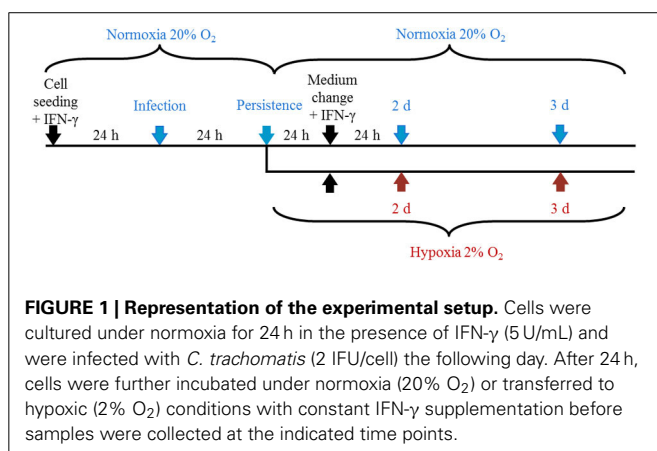 Normoxia 20% O₂
Normoxia 20% O₂
Cell
seeding
+ IFN-γ
Infection
Persistence
Medium
change
+ IFN-γ
2 d
3 d
24 h
24 h
24 h
24 h
2 d
3 d
Hypoxia 2% O₂
FIGURE 1 | Representation of the experimental setup. Cells were
cultured under normoxia for 24 h in the presence of IFN-γ (5 U/mL) and
were infected with C. trachomatis (2 IFU/cell) the following day. After 24 h,
cells were further incubated under normoxia (20% O₂) or transferred to
hypoxic (2% O₂) conditions with constant IFN-γ supplementation before
samples were collected at the indicated time points.